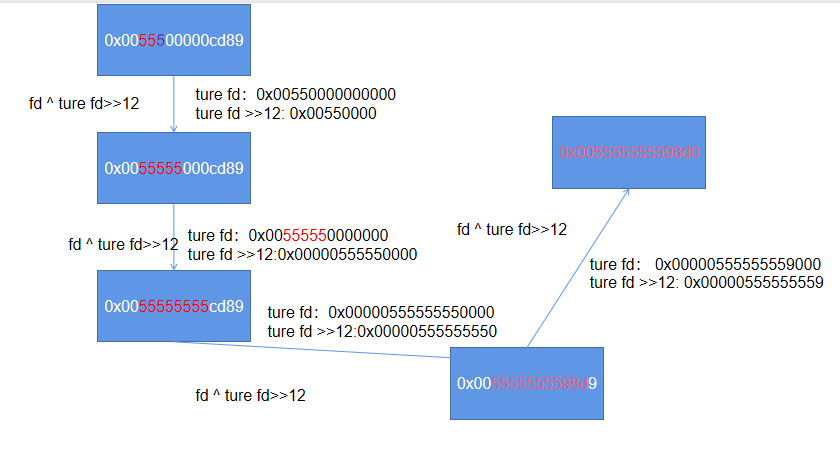 0x0055500000cd89
fd ^ ture fd>>12
ture fd：0x00550000000000
ture fd >>12: 0x00550000
0x0055555000cd89
fd ^ ture fd>>12
ture fd：0x00555550000000
ture fd >>12:0x00000555550000
0x0055555555cd89
ture fd：0x00000555555550000
ture fd >>12:0x00000555555550
fd ^ ture fd>>12
0x005555555598d9
fd ^ ture fd>>12
ture fd： 0x00000555555559000
ture fd >>12: 0x00000555555559
0x005555555598d0